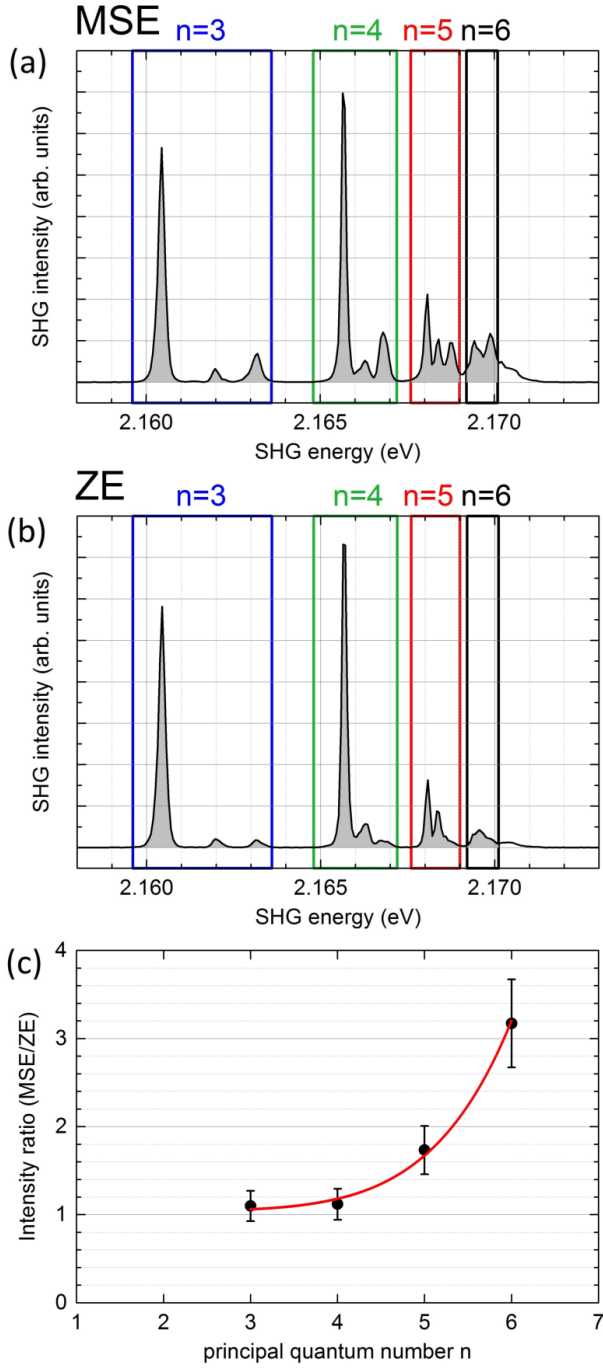 MSE
(a)
n=3
n=4
n=5
n=6
SHG intensity (arb. units)
2.160
2.165
2.170
SHG energy (eV)
ZE
(b)
n=3
n=4
n=5
n=6
SHG intensity (arb. units)
2.160
2.165
2.170
SHG energy (eV)
(c)
Intensity ratio (MSE/ZE)
4
3
2
1
0
1
2
3
4
5
6
7
principal quantum number n